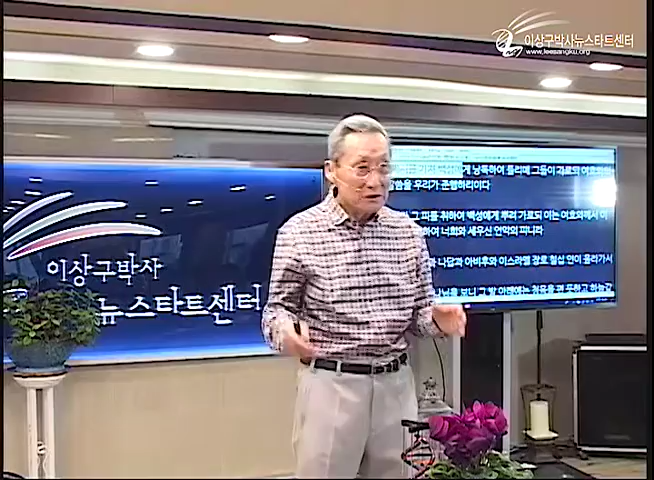 이상구박사뉴스타트센터
www.leesangku.org
낭독하여 들리매 그들이 가로되 여호와
말씀을 우리가 준행하리이다
그 피를 취하여 백성에게 뿌려 가로되 이는 여호와께서 이
하여 너희와 세우신 언약의 피니라
나답과 아비후와 이스라엘 장로 칠십 인이 올라가서
보니 그 발 아래에는 청옥을 편 듯하고 하늘같
이상구박사
뉴스타트센터